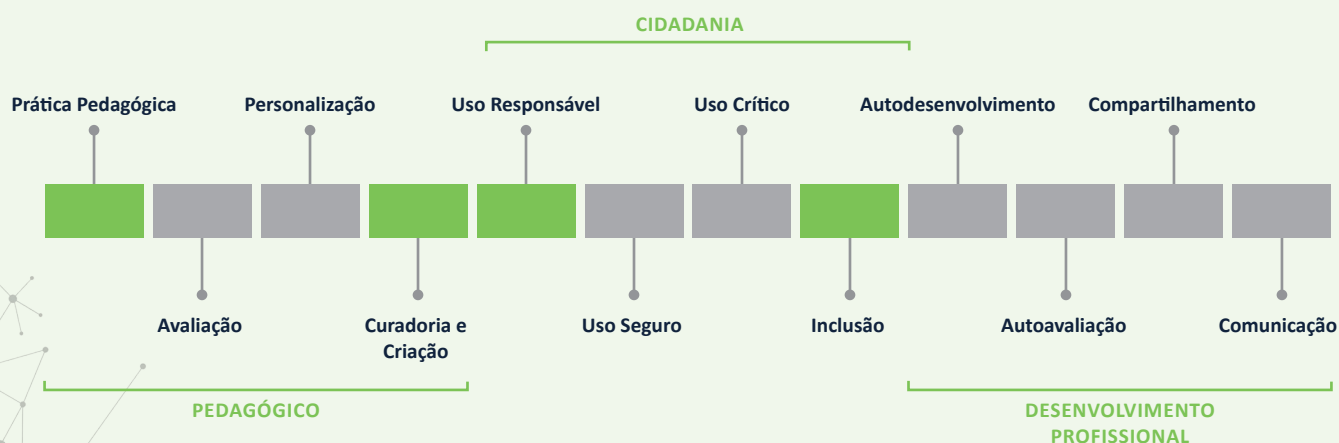 CIDADANIA
Prática Pedagógica
Personalização
Uso Responsável
Uso Crítico
Autodesenvolvimento
Compartilhamento
Avaliação
Curadoria e
Criação
Uso Seguro
Inclusão
Autoavaliação
Comunicação
PEDAGÓGICO
DESENVOLVIMENTO
PROFISSIONAL